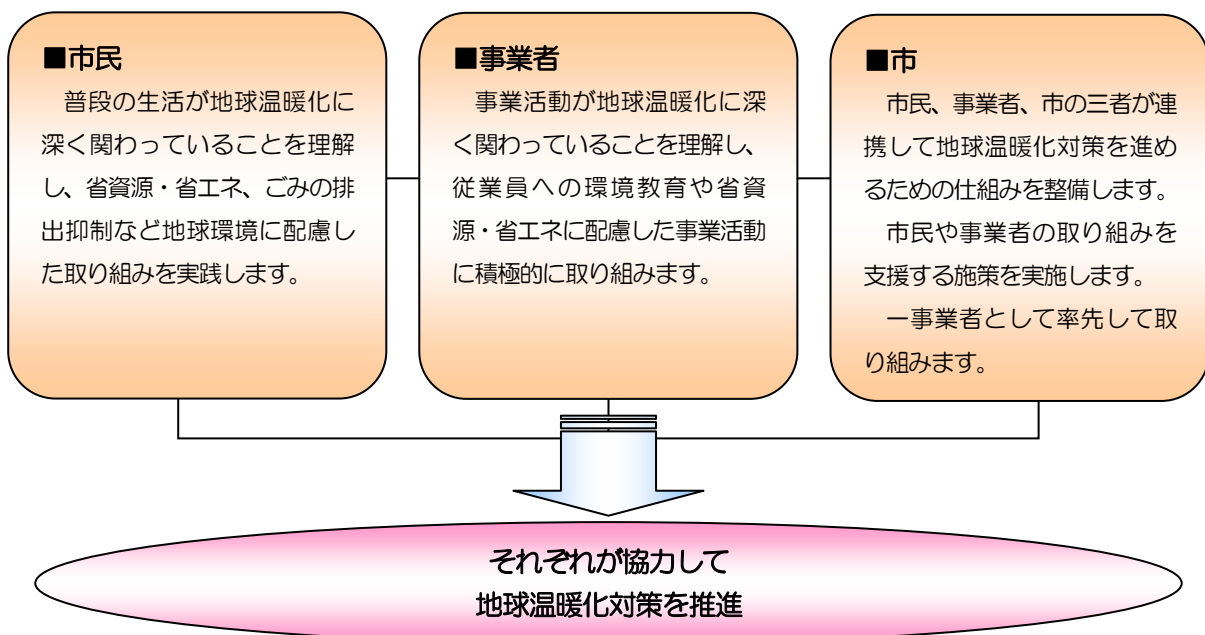 ■市民
普段の生活が地球温暖化に
深く関わっていることを理解
し、省資源・省エネ、ごみの排
出抑制など地球環境に配慮し
た取り組みを実践します。
■事業者
事業活動が地球温暖化に深
く関わっていることを理解し、
従業員への環境教育や省資
源・省エネに配慮した事業活動
に積極的に取り組みます。
■市
市民、事業者、市の三者が連
携して地球温暖化対策を進め
るための仕組みを整備します。
市民や事業者の取り組みを
支援する施策を実施します。
一事業者として率先して取
り組みます。
それぞれが協力して
地球温暖化対策を推進